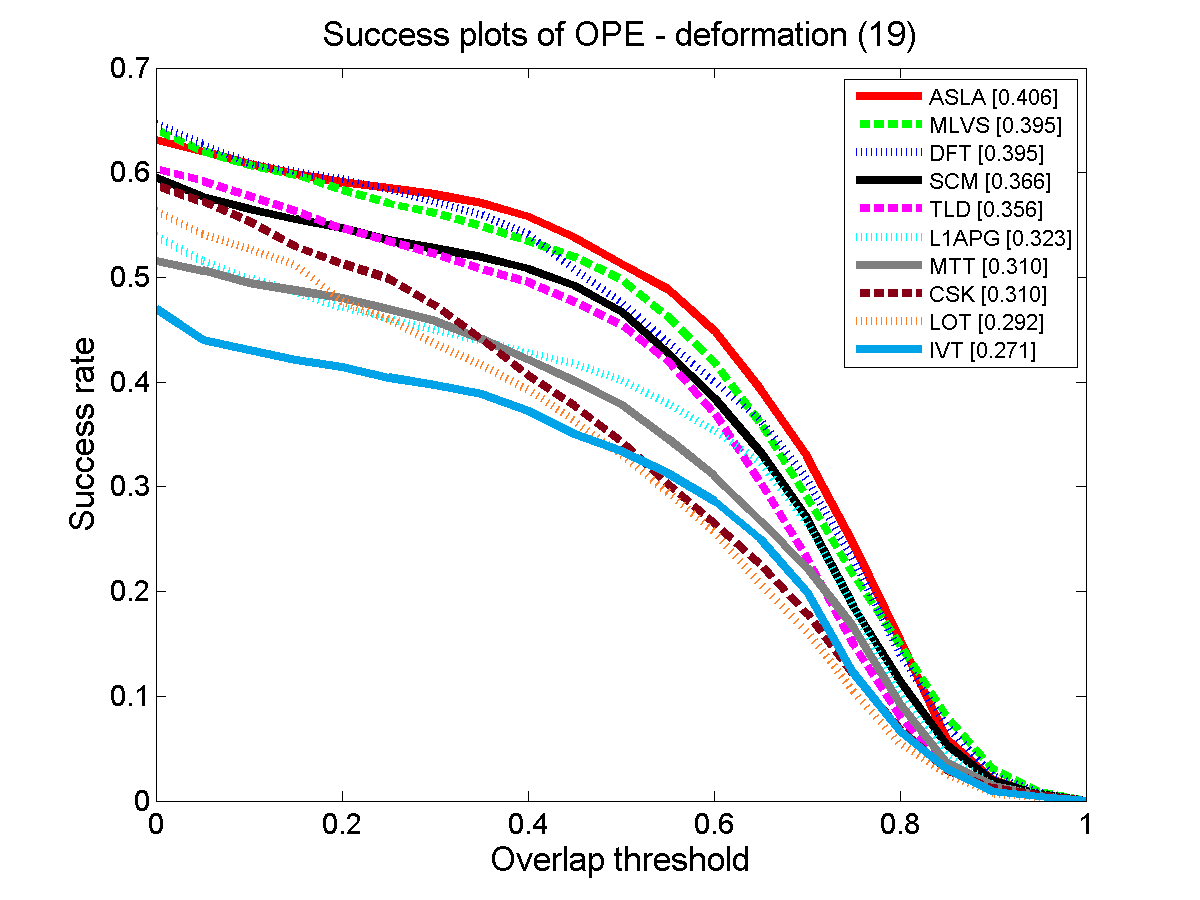 Success plots of OPE - deformation (19)
0.7
0.6
0.5
0.4
0.3
0.2
0.1
0
Success rate
ASLA [0.406]
MLVS [0.395]
DFT [0.395]
SCM [0.366]
TLD [0.356]
L1APG [0.323]
MTT [0.310]
CSK [0.310]
LOT [0.292]
IVT [0.271]
0 0.2 0.4 0.6 0.8 1
Overlap threshold